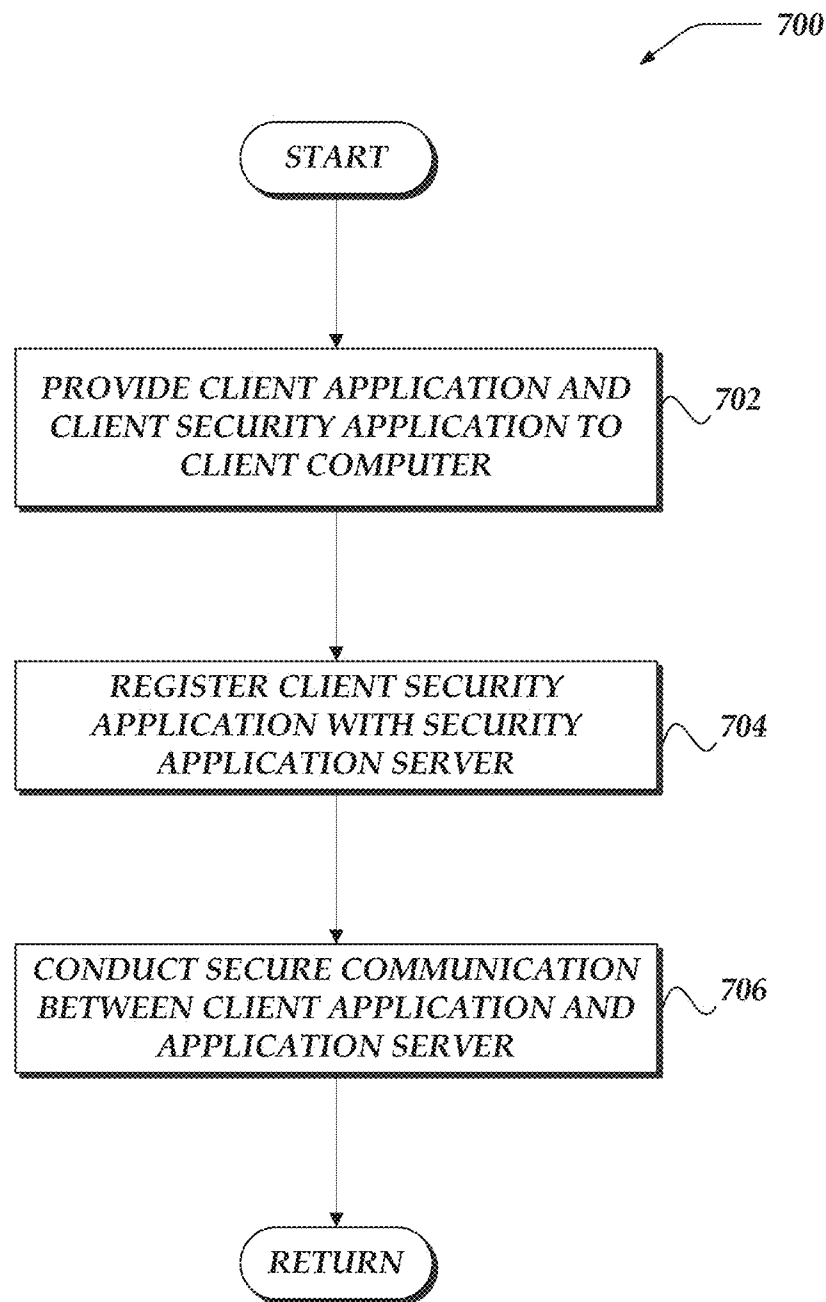 700
START
PROVIDE CLIENT APPLICATION AND
CLIENT SECURITY APPLICATION TO
CLIENT COMPUTER
702
REGISTER CLIENT SECURITY
APPLICATION WITH SECURITY
APPLICATION SERVER
704
CONDUCT SECURE COMMUNICATION
BETWEEN CLIENT APPLICATION AND
APPLICATION SERVER
706
RETURN